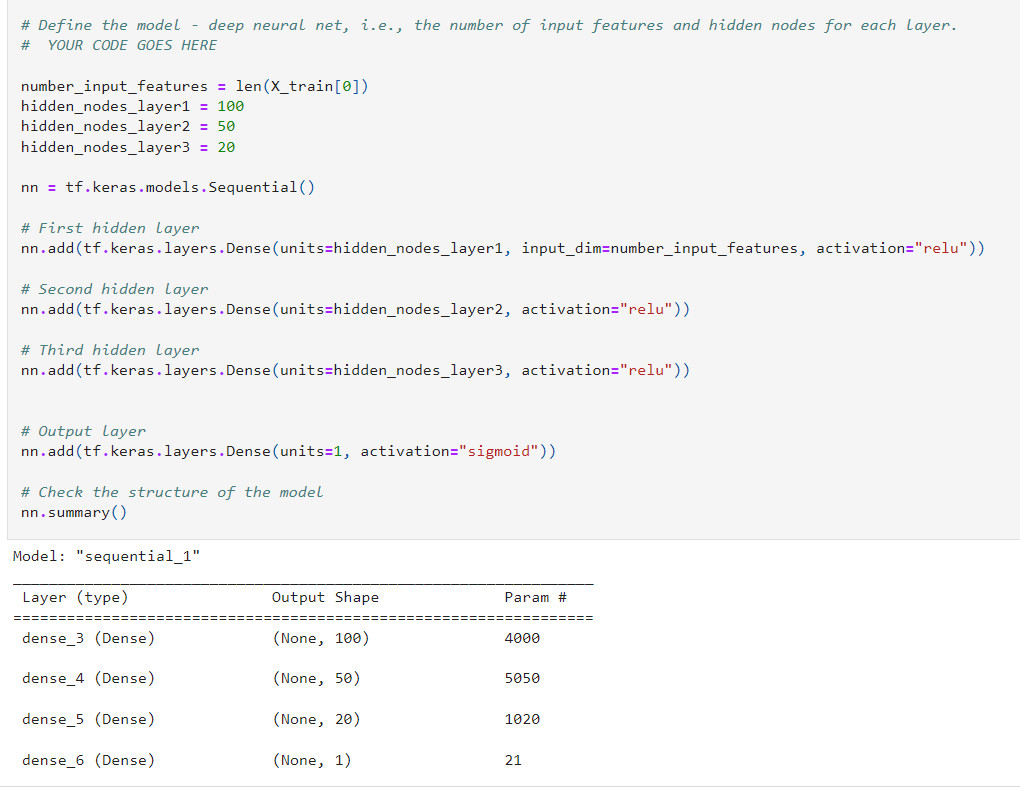 # Define the model - deep neural net, i.e., the number of input features and hidden nodes for each layer.
#  YOUR CODE GOES HERE
number_input_features = len(X_train[0])
hidden_nodes_layer1 = 100
hidden_nodes_layer2 = 50
hidden_nodes_layer3 = 20
nn = tf.keras.models.Sequential()
# First hidden layer
nn.add(tf.keras.layers.Dense(units=hidden_nodes_layer1, input_dim=number_input_features, activation="relu"))
# Second hidden layer
nn.add(tf.keras.layers.Dense(units=hidden_nodes_layer2, activation="relu"))
# Third hidden layer
nn.add(tf.keras.layers.Dense(units=hidden_nodes_layer3, activation="relu"))
# Output layer
nn.add(tf.keras.layers.Dense(units=1, activation="sigmoid"))
# Check the structure of the model
nn.summary()
Model: "sequential_1"
_________________________________________________________________
Layer (type) Output Shape Param #
=================================================================
dense_3 (Dense) (None, 100) 4000
dense_4 (Dense) (None, 50) 5050
dense_5 (Dense) (None, 20) 1020
dense_6 (Dense) (None, 1) 21